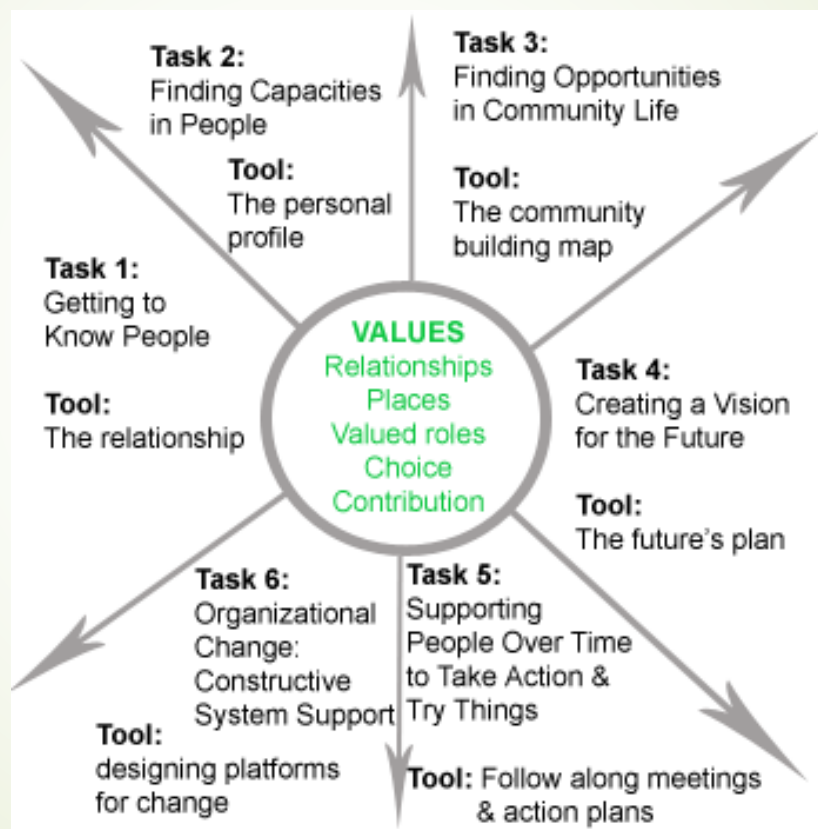 Task 1:
Getting to
Know People
Tool:
The relationship
Task 2:
Finding Capacities
in People
Tool:
The personal
profile
Task 3:
Finding Opportunities
in Community Life
Tool:
The community
building map
VALUES
Relationships
Places
Valued roles
Choice
Contribution
Task 4:
Creating a Vision
for the Future
Tool:
The future's plan
Task 5:
Supporting
People Over Time
to Take Action &
Try Things
Tool: Follow along meetings
& action plans
Task 6:
Organizational
Change:
Constructive
System Support
Tool:
designing platforms
for change